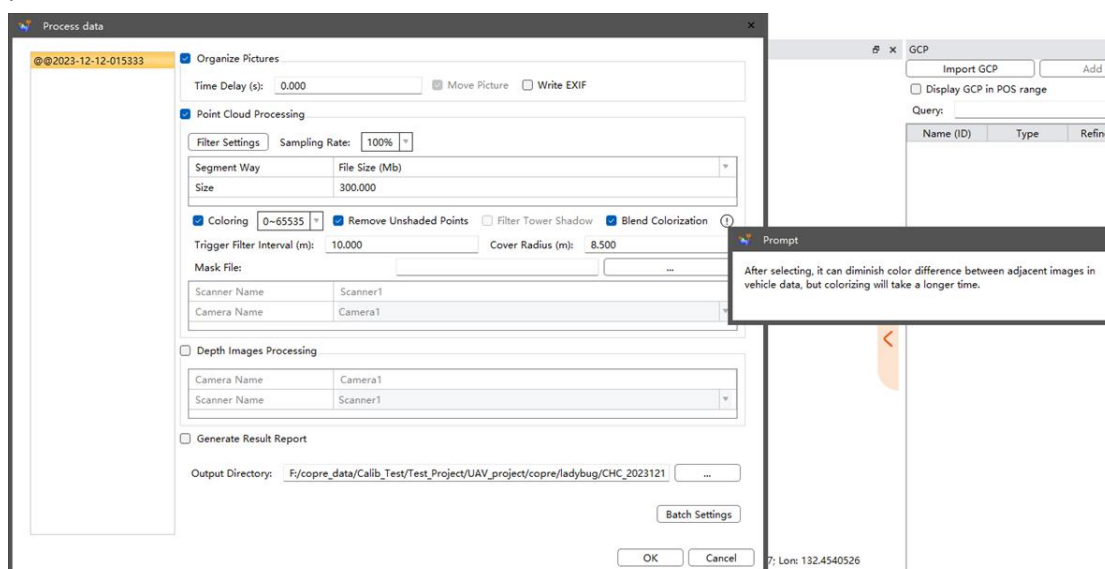 Process data
×
@@2023-12-12-015333
Organize Pictures
Time Delay (s): 0.000 Move Picture Write EXIF
Point Cloud Processing
Filter Settings Sampling Rate: 100%
Segment Way File Size (Mb)
Size 300.000
Coloring 0~65535 Remove Unshaded Points Filter Tower Shadow Blend Colorization
Trigger Filter Interval (m): 10.000 Cover Radius (m): 8.500
Mask File: ...
Scanner Name Scanner1
Camera Name Camera1
Depth Images Processing
Camera Name Camera1
Scanner Name Scanner1
Generate Result Report
Output Directory: F:/copre_data/Calib_Test/Test_Project/UAV_project/copre/ladybug/CHC_2023121 ...
Batch Settings
OK Cancel
GCP
Import GCP Add
Display GCP in POS range
Query:
Name (ID) Type Refin
Prompt
After selecting, it can diminish color difference between adjacent images in
vehicle data, but colorizing will take a longer time.
7; Lon: 132.4540526